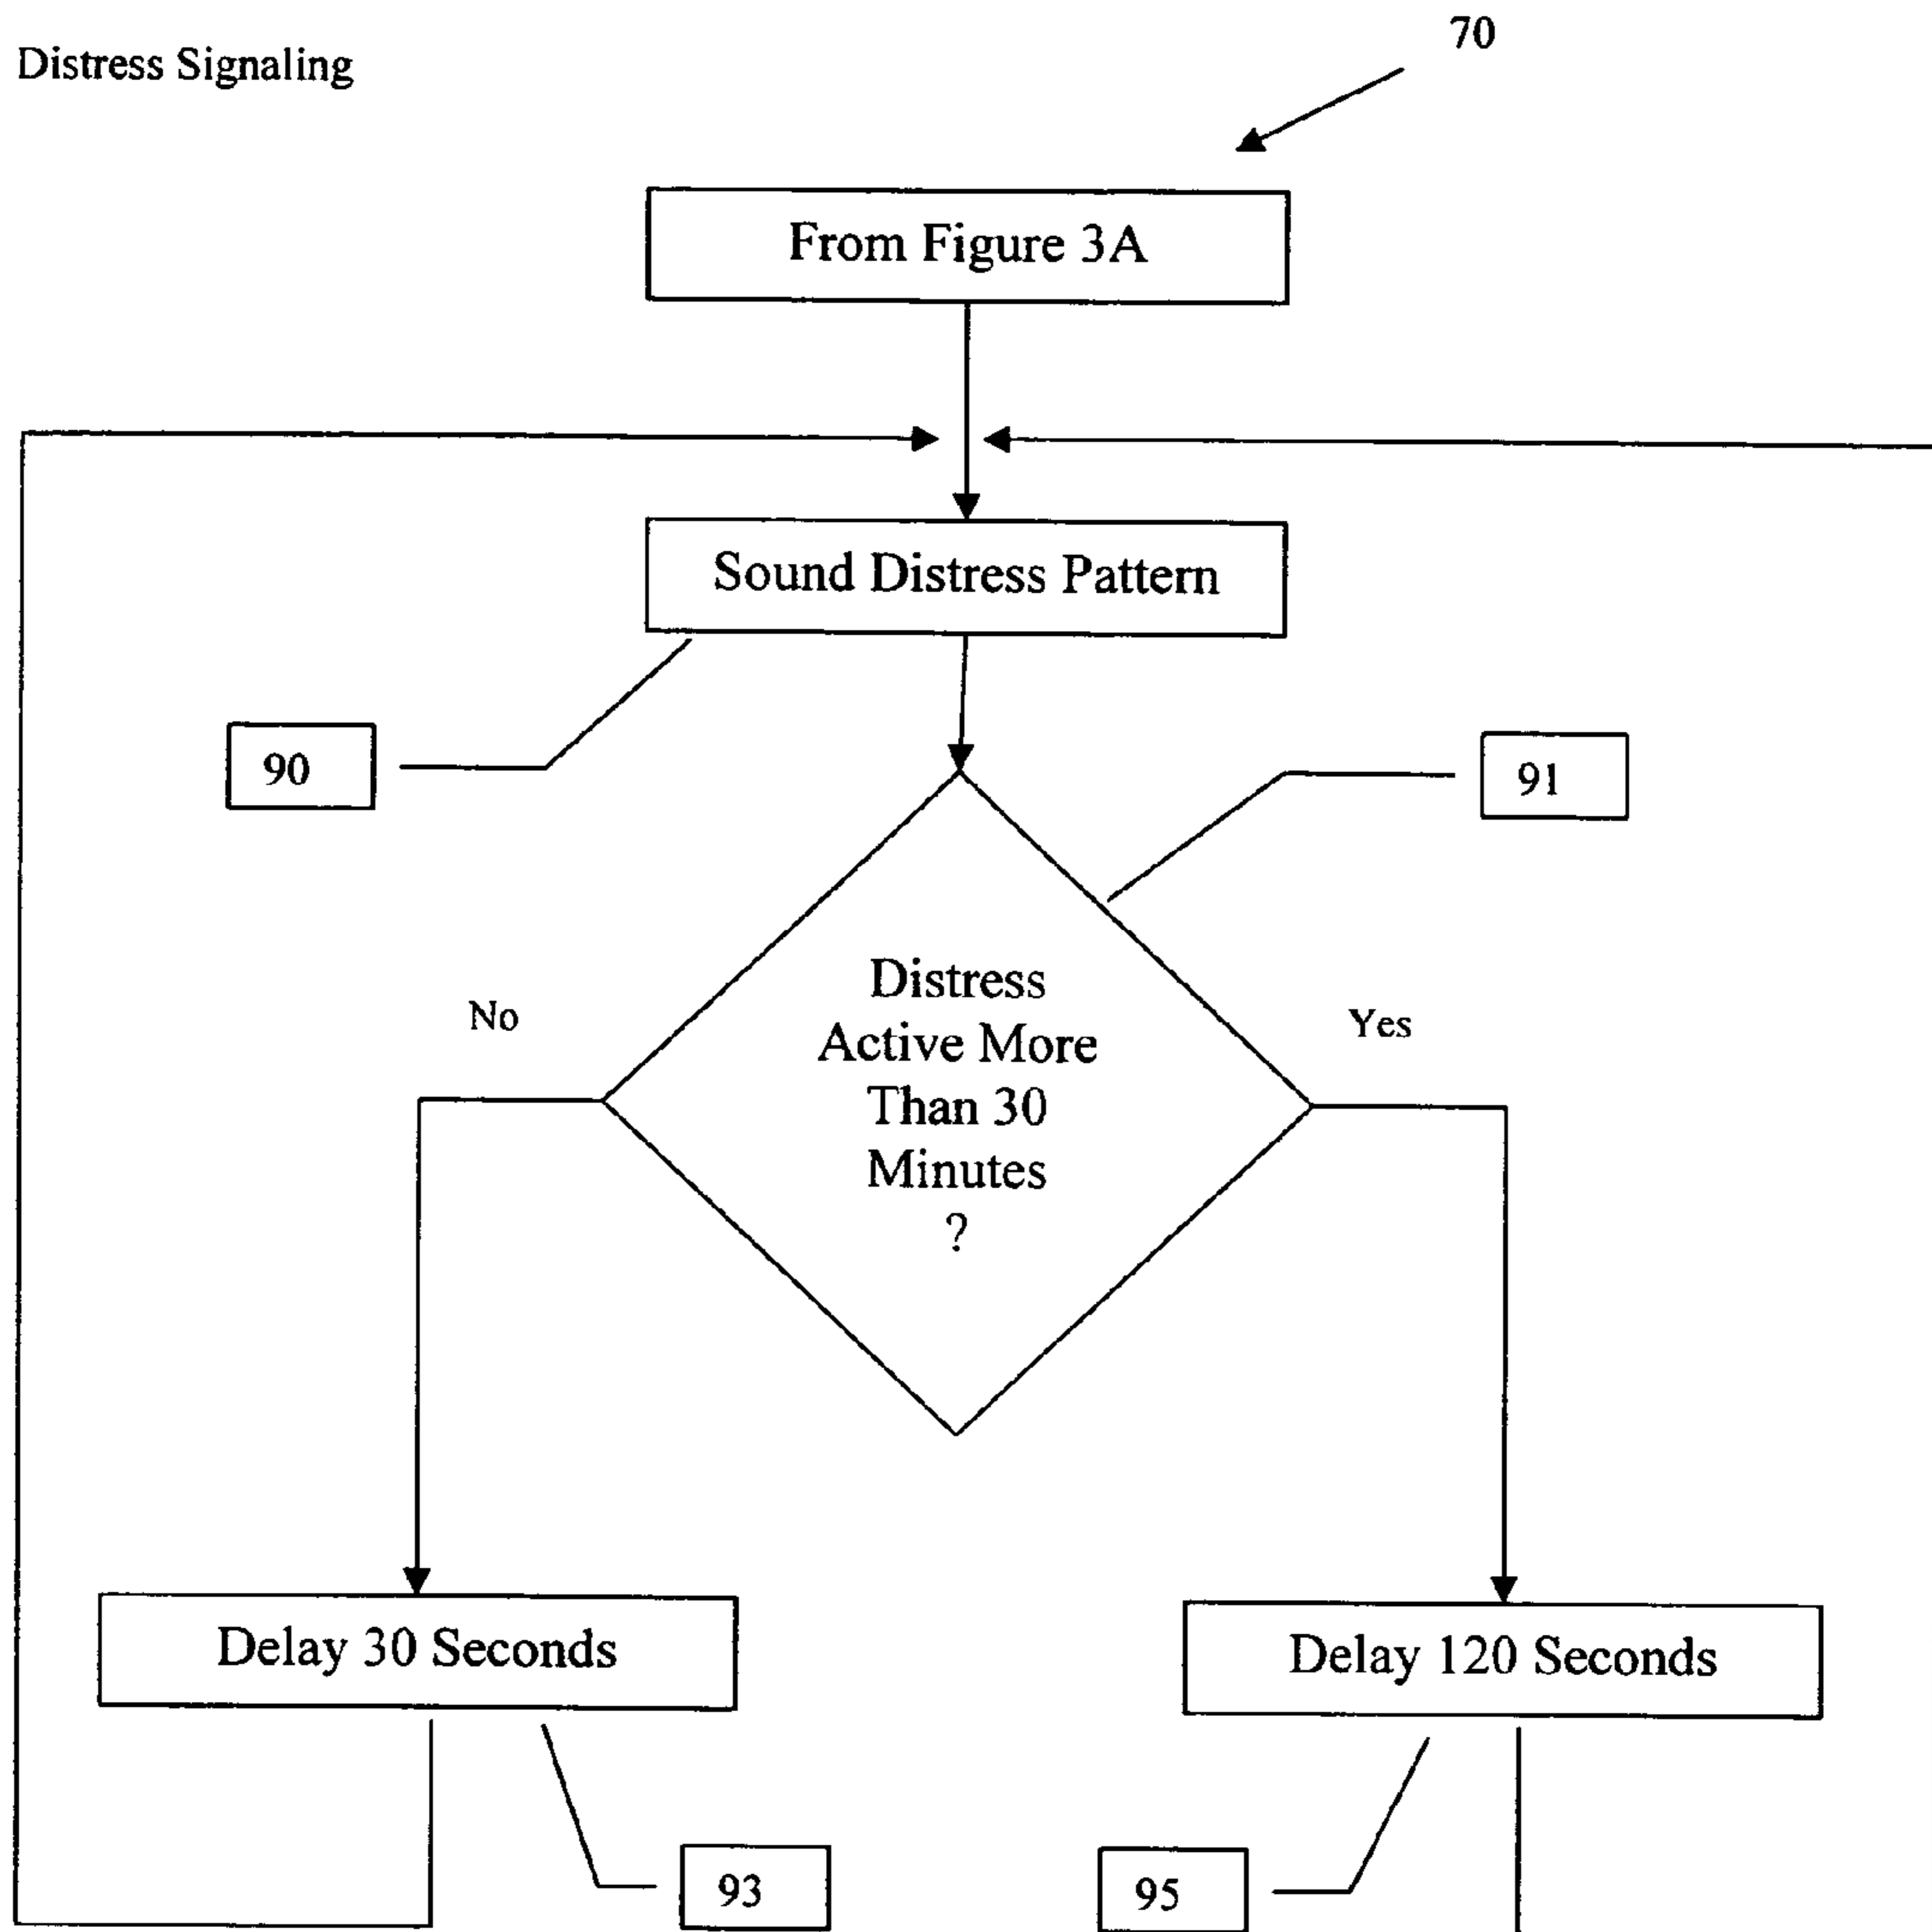 Distress Signaling
70
From Figure 3A
Sound Distress Pattern
90
91
Distress
Active More
Than 30
Minutes
?
No
Yes
Delay 30 Seconds
Delay 120 Seconds
93
95